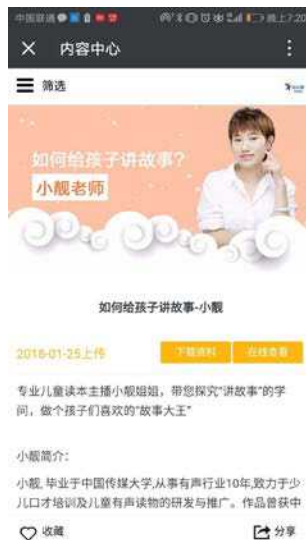 中国联通
晚上7:20
内容中心
筛选
如何给孩子讲故事？
小靓老师
如何给孩子讲故事-小靓
2018-01-25上传
下载资料
在线查看
专业儿童读本主播小靓姐姐，带您探究"讲故事"的学
问，做个孩子们喜欢的"故事大王"
小靓简介：
小靓, 毕业于中国传媒大学,从事有声行业10年,致力于少
儿口才培训及儿童有声读物的研发与推广。作品曾获中
收藏
分享